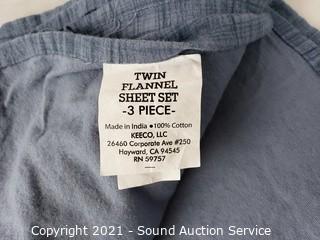 TWIN
FLANNEL
SHEET SET
-3 PIECE-
Made in India • 100% Cotton
KEECO, LLC
26460 Corporate Ave #250
Hayward, CA 94545
RN 59757
Copyright 2021 - Sound Auction Service